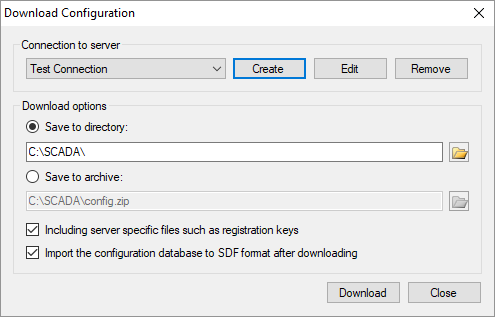 Download Configuration
Connection to server
Test Connection Create Edit Remove
Download options
Save to directory:
C:\SCADA\
Save to archive:
C:\SCADA\config.zip
Including server specific files such as registration keys
Import the configuration database to SDF format after downloading
Download Close